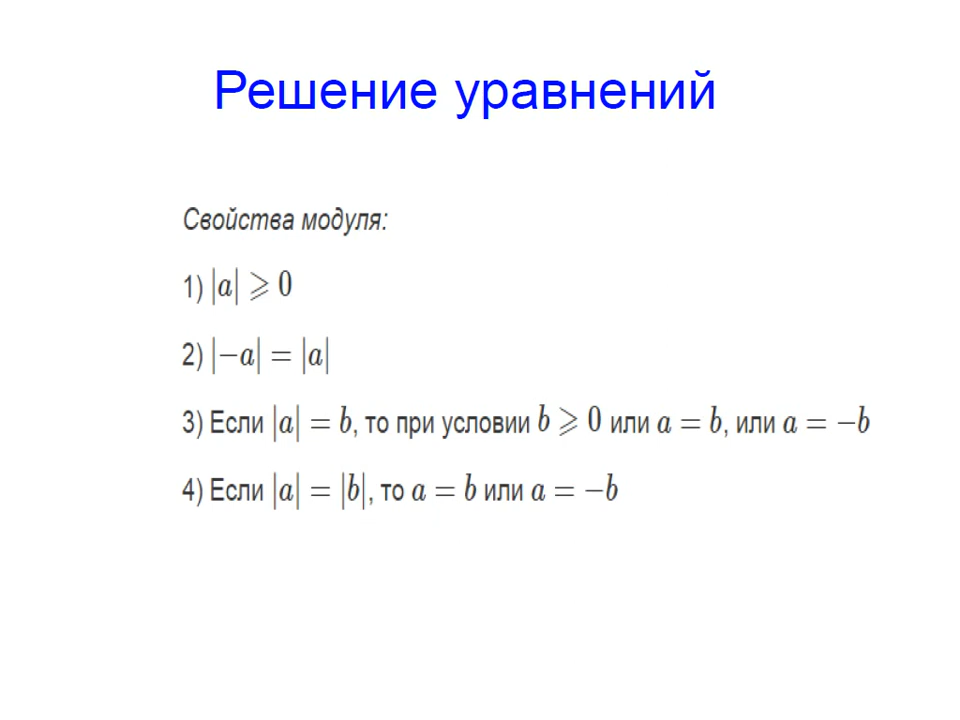 Решение уравнений
Свойства модуля:
1) |a| ⩾ 0
2) |−a| = |a|
3) Если |a| = b, то при условии b ⩾ 0 или a = b, или a = −b
4) Если |a| = |b|, то a = b или a = −b